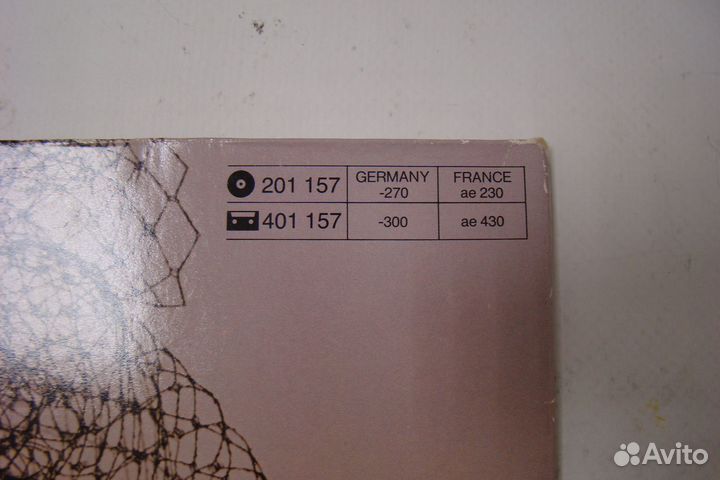 201 157 GERMANY -270 FRANCE ae 230
401 157 -300 ae 430
Avito